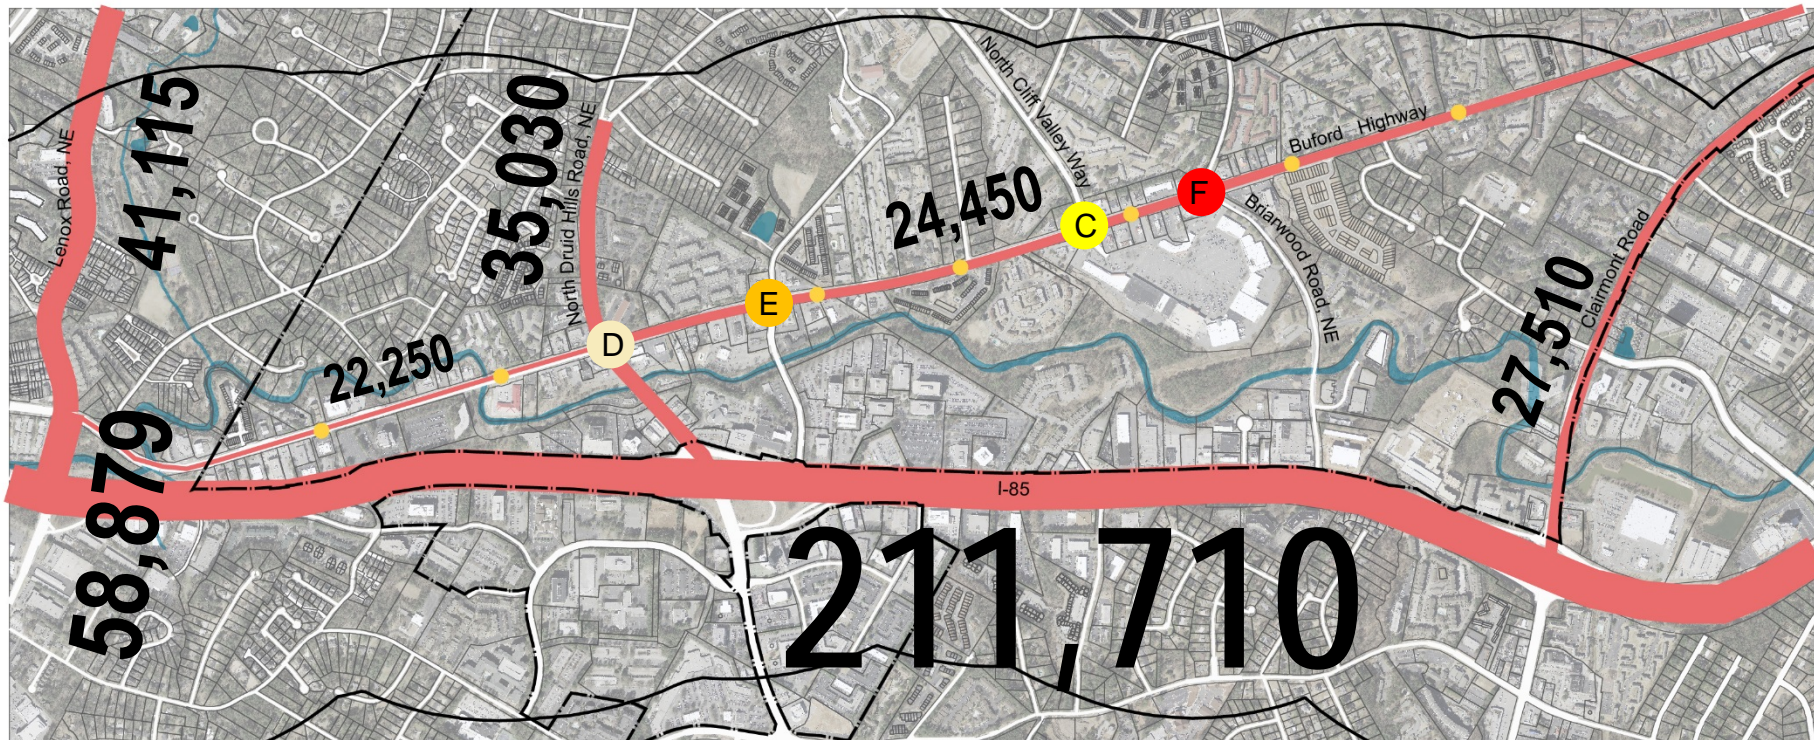 Lenox Road, NE
41,115
58,879
22,250
35,030
North Druid Hills Road, NE
D
E
24,450
North Cliff Valley Way
C
F
Buford Highway
Briarwood Road, NE
27,510
Clairmont Road
I-85
211,710